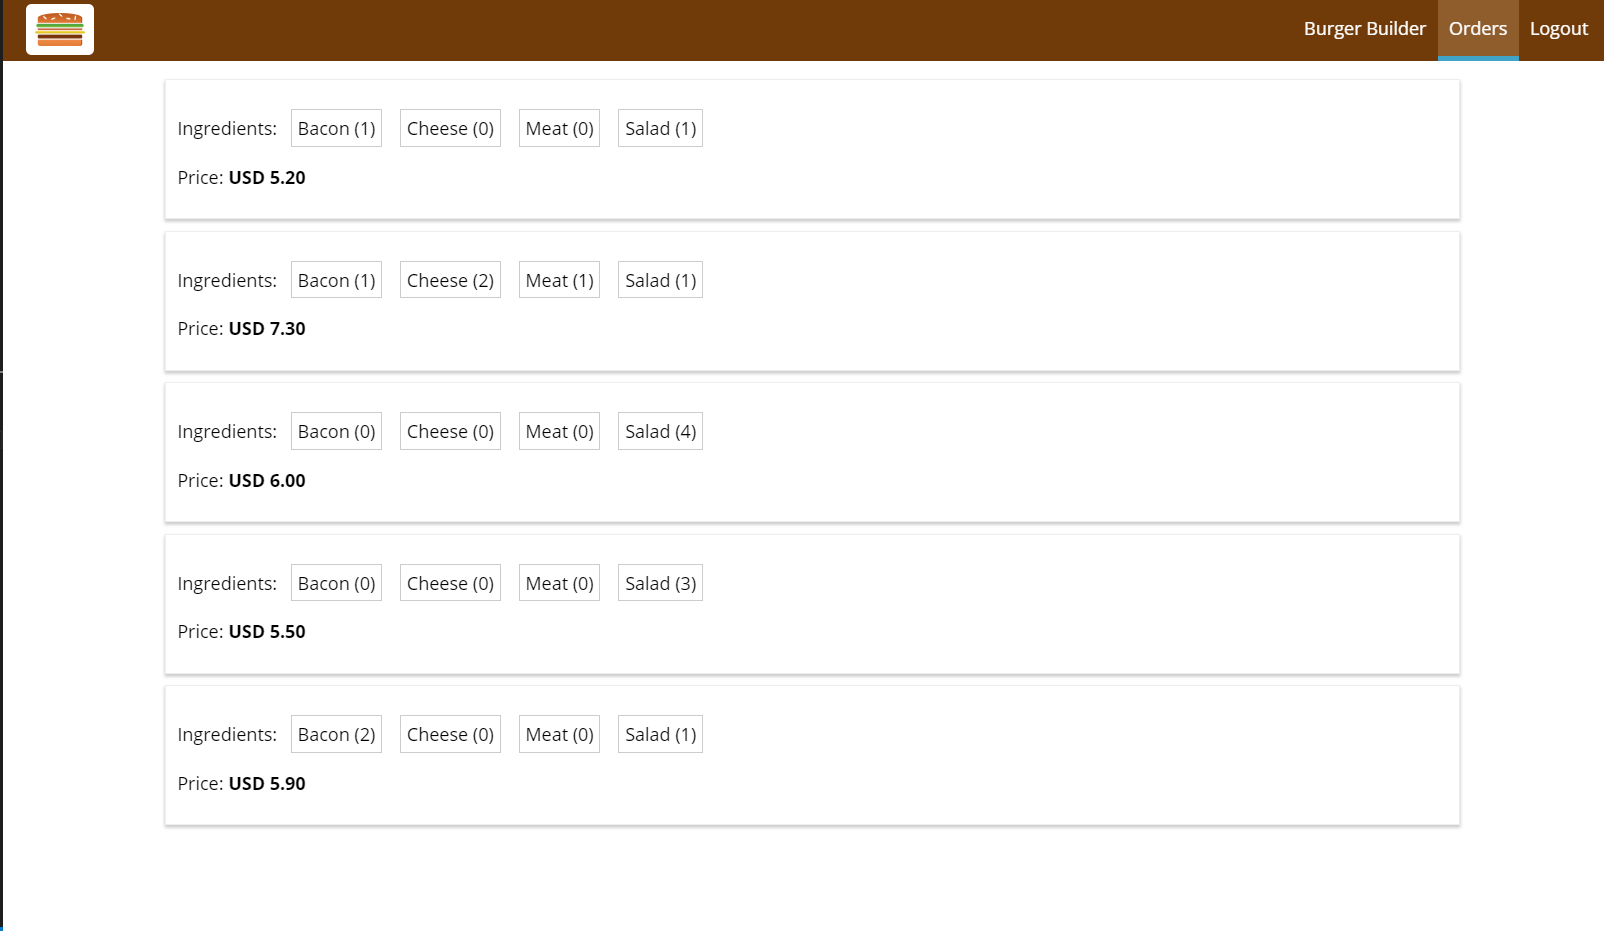 Burger Builder Orders Logout
Ingredients: Bacon (1) Cheese (0) Meat (0) Salad (1)
Price: USD 5.20
Ingredients: Bacon (1) Cheese (2) Meat (1) Salad (1)
Price: USD 7.30
Ingredients: Bacon (0) Cheese (0) Meat (0) Salad (4)
Price: USD 6.00
Ingredients: Bacon (0) Cheese (0) Meat (0) Salad (3)
Price: USD 5.50
Ingredients: Bacon (2) Cheese (0) Meat (0) Salad (1)
Price: USD 5.90